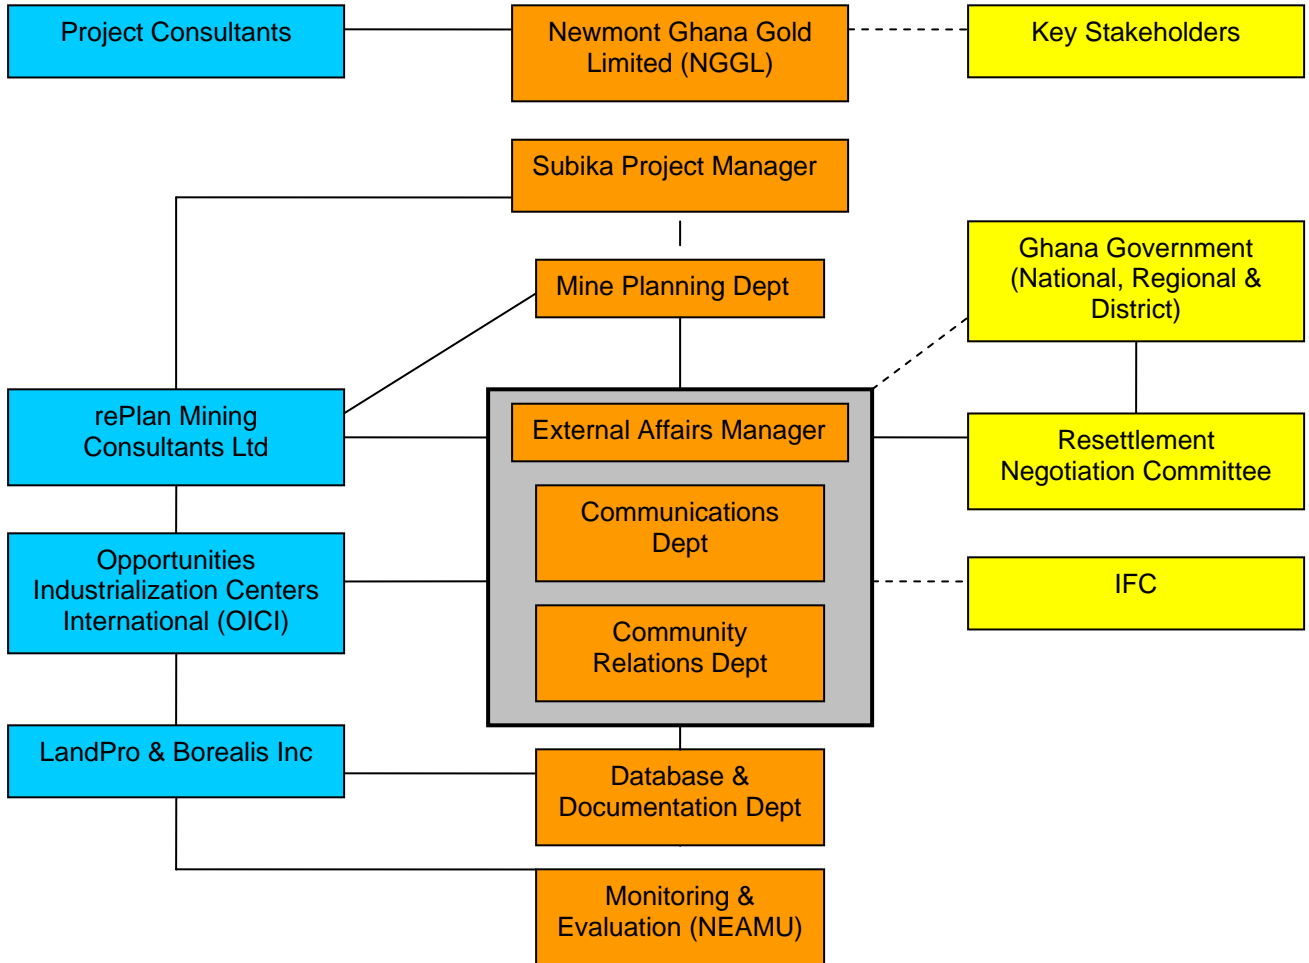 Project Consultants
Newmont Ghana Gold
Limited (NGGL)
Key Stakeholders
Subika Project Manager
Mine Planning Dept
Ghana Government
(National, Regional &
District)
rePlan Mining
Consultants Ltd
External Affairs Manager
Resettlement
Negotiation Committee
Communications
Dept
Opportunities
Industrialization Centers
International (OICI)
IFC
Community
Relations Dept
LandPro & Borealis Inc
Database &
Documentation Dept
Monitoring &
Evaluation (NEAMU)